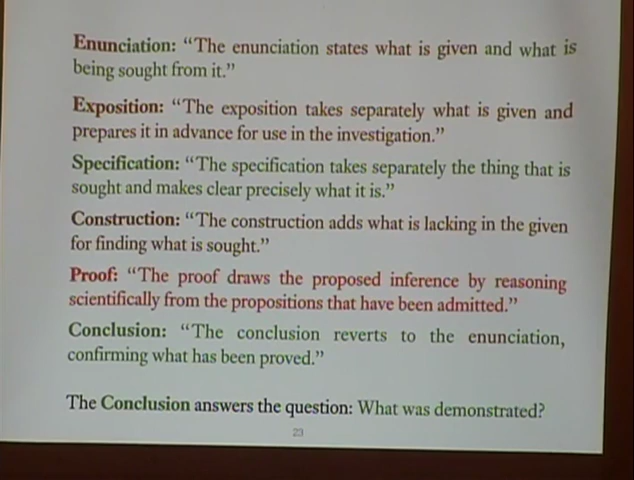 Enunciation: “The enunciation states what is given and what is
being sought from it.”
Exposition: “The exposition takes separately what is given and
prepares it in advance for use in the investigation.”
Specification: “The specification takes separately the thing that is
sought and makes clear precisely what it is.”
Construction: “The construction adds what is lacking in the given
for finding what is sought.”
Proof: “The proof draws the proposed inference by reasoning
scientifically from the propositions that have been admitted.”
Conclusion: “The conclusion reverts to the enunciation,
confirming what has been proved.”
The Conclusion answers the question: What was demonstrated?
23